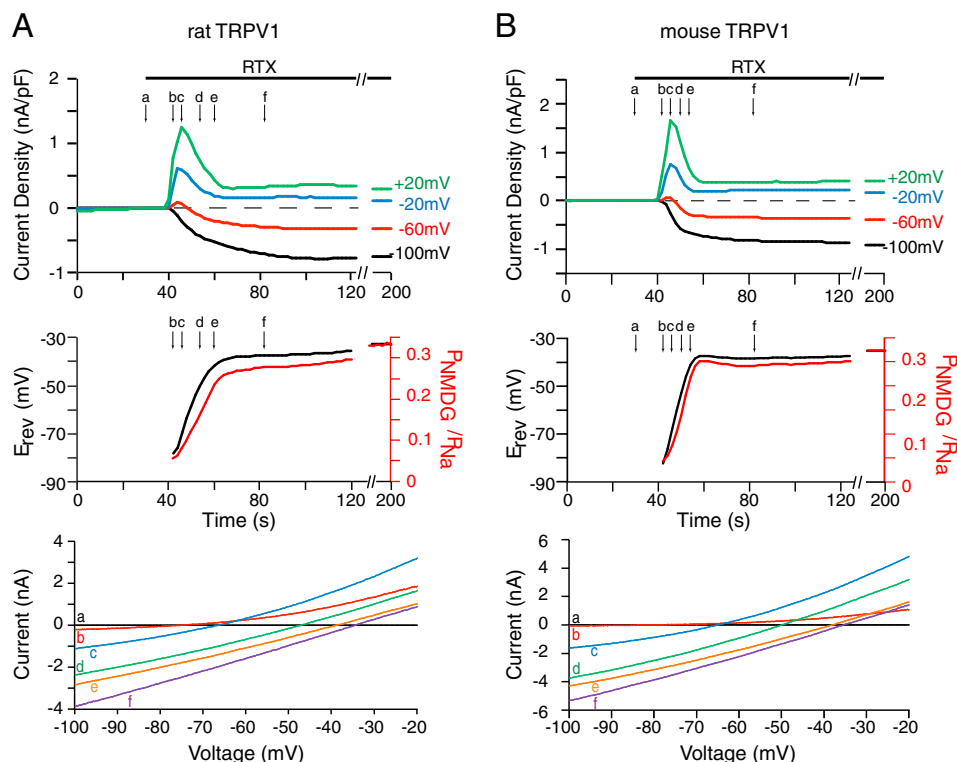 A
rat TRPV1
RTX
a b c d e f
Current Density (nA/pF)
2
1
0
-1
+20mV
-20mV
-60mV
-100mV
0 40 80 120 200
b c d e f
Erev (mV)
-30
-50
-70
-90
0.3
0.2
0.1
0
PNMDG/PNa
0 40 80 120 200
Time (s)
Current (nA)
4
2
0
-2
-4
a
b
c
d
e
f
-100 -90 -80 -70 -60 -50 -40 -30 -20
Voltage (mV)
B
mouse TRPV1
RTX
a b c d e f
Current Density (nA/pF)
2
1
0
-1
+20mV
-20mV
-60mV
-100mV
0 40 80 120 200
a b c d e f
Erev (mV)
-30
-50
-70
-90
0.3
0.2
0.1
0
PNMDG/PNa
0 40 80 120 200
Time (s)
Current (nA)
6
4
2
0
-2
-4
-6
a
b
c
d
e
f
-100 -90 -80 -70 -60 -50 -40 -30 -20
Voltage (mV)